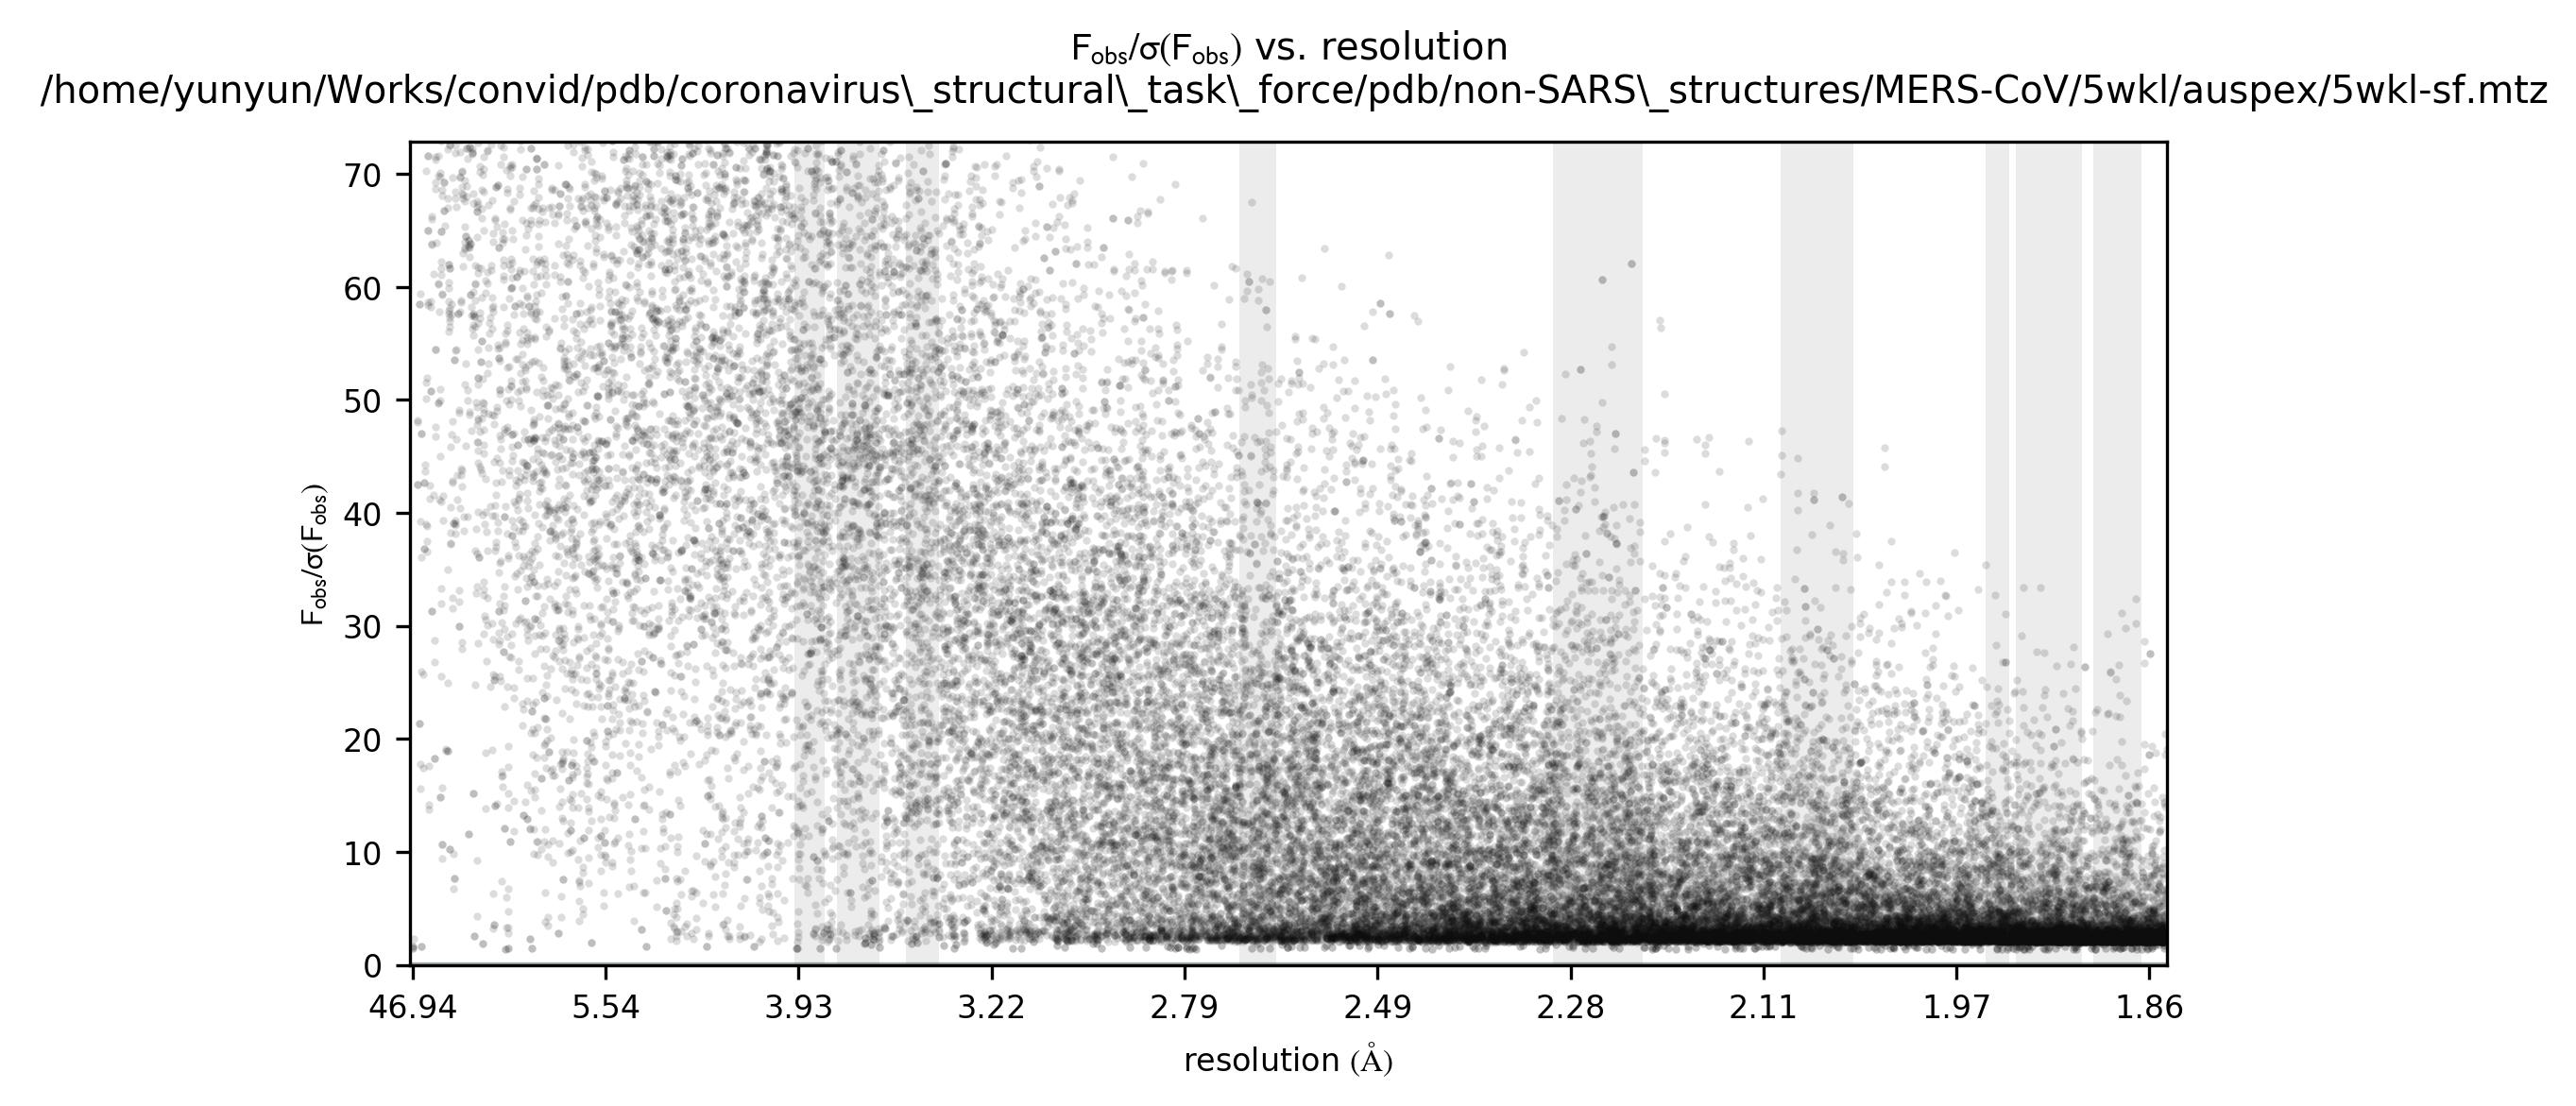 Fobs/σ(Fobs) vs. resolution
/home/yunyun/Works/convid/pdb/coronavirus\_structural\_task\_force/pdb/non-SARS\_structures/MERS-CoV/5wkl/auspex/5wkl-sf.mtz
70
60
50
40
30
20
10
0
Fobs/σ(Fobs)
46.94 5.54 3.93 3.22 2.79 2.49 2.28 2.11 1.97 1.86
resolution (Å)